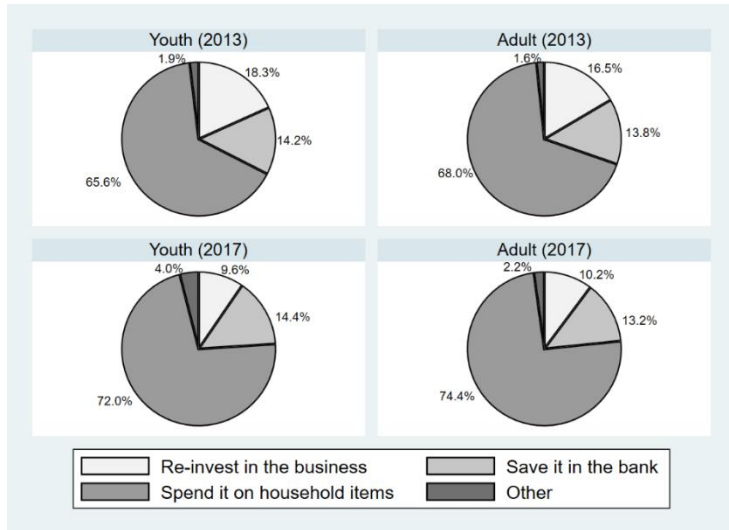 Youth (2013)
1.9%
18.3%
14.2%
65.6%
Adult (2013)
1.6%
16.5%
13.8%
68.0%
Youth (2017)
4.0%
9.6%
14.4%
72.0%
Adult (2017)
2.2%
10.2%
13.2%
74.4%
Re-invest in the business
Save it in the bank
Spend it on household items
Other